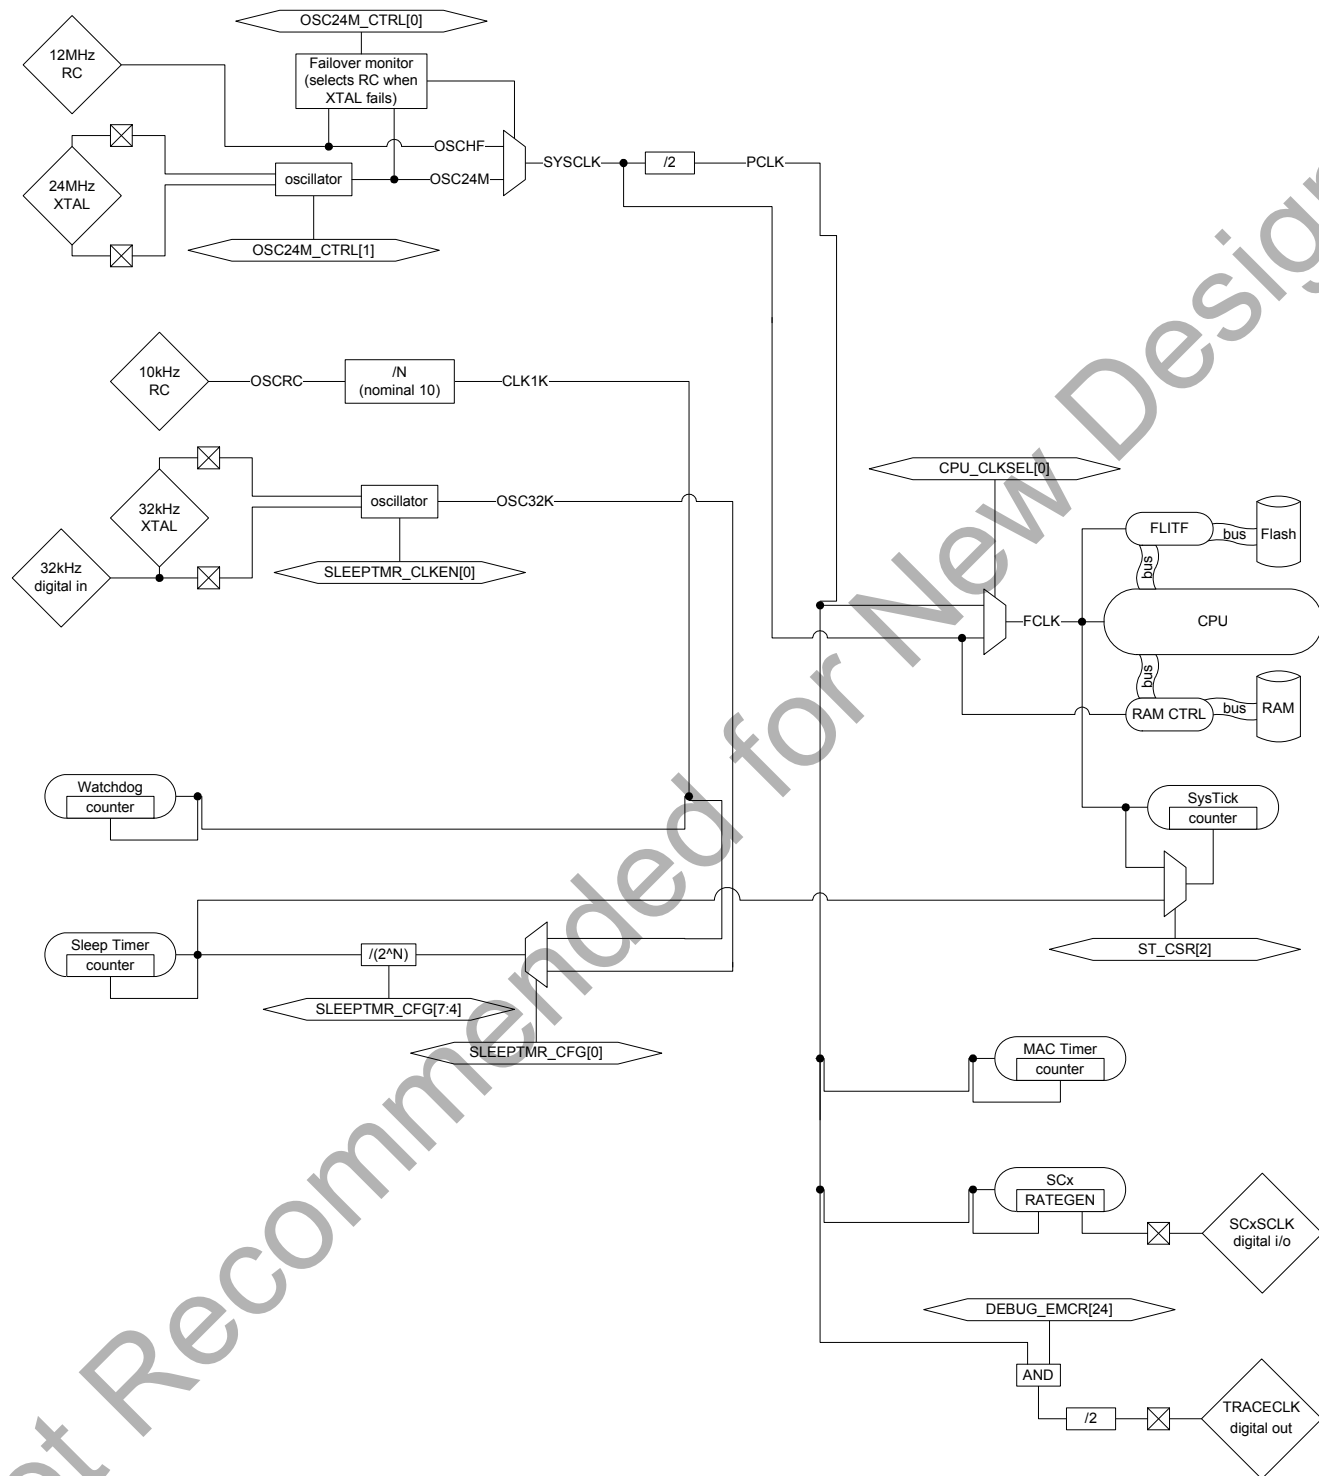 OSC24M_CTRL[0]
12MHz
RC
Failover monitor
(selects RC when
XTAL fails)
OSCHF
SYSCLK
/2
PCLK
24MHz
XTAL
oscillator
OSC24M
OSC24M_CTRL[1]
10kHz
RC
OSCRC
/N
(nominal 10)
CLK1K
CPU_CLKSEL[0]
32kHz
XTAL
oscillator
OSC32K
32kHz
digital in
SLEEPTMR_CLKEN[0]
FLITF
bus
Flash
bus
FCLK
CPU
bus
RAM CTRL
bus
RAM
Watchdog
counter
SysTick
counter
Sleep Timer
counter
/(2^N)
ST_CSR[2]
SLEEPTMR_CFG[7:4]
SLEEPTMR_CFG[0]
MAC Timer
counter
SCx
RATEGEN
SCxSCLK
digital i/o
DEBUG_EMCR[24]
AND
/2
TRACECLK
digital out
ot Recommended for New Design